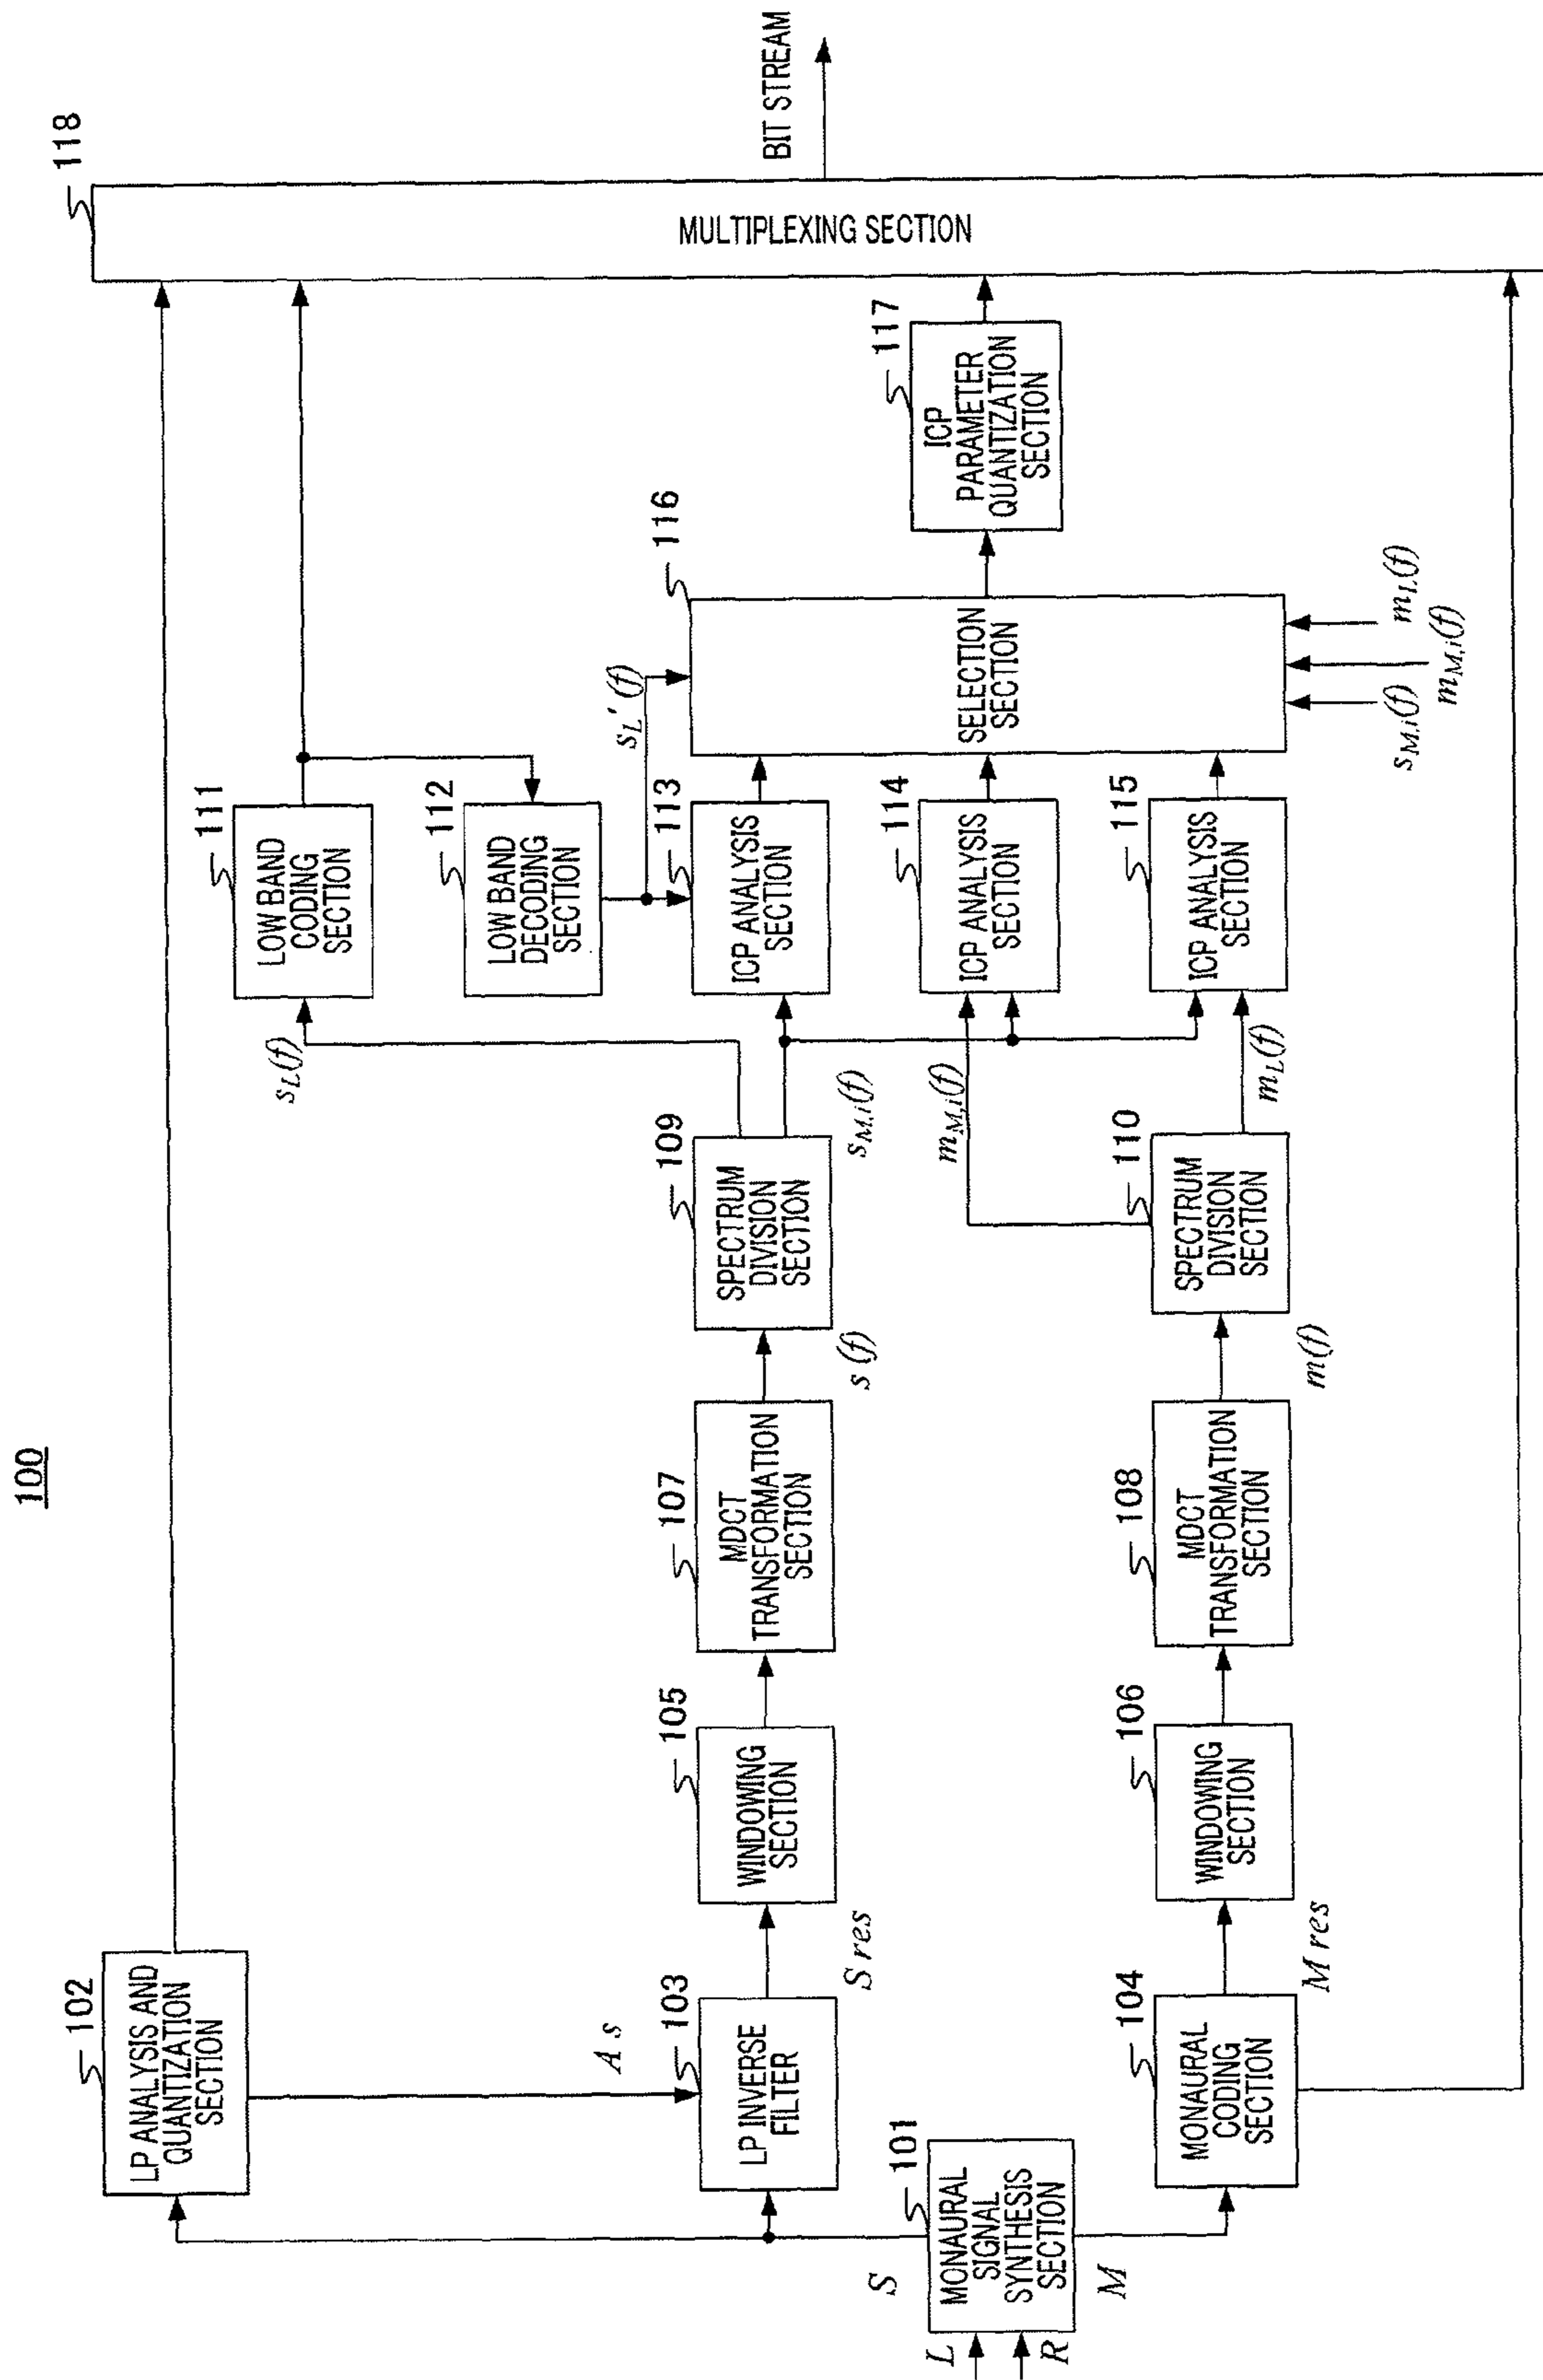 100
102
LP ANALYSIS AND
QUANTIZATION
SECTION
A s
103
LP INVERSE
FILTER
S res
105
WINDOWING
SECTION
107
MDCT
TRANSFORMATION
SECTION
s(f)
109
SPECTRUM
DIVISION
SECTION
sL(f)
sM,i(f)
111
LOW BAND
CODING
SECTION
112
LOW BAND
DECODING
SECTION
sL'(f)
113
ICP ANALYSIS
SECTION
114
ICP ANALYSIS
SECTION
115
ICP ANALYSIS
SECTION
116
SELECTION
SECTION
sM,i(f)
mM,i(f)
mL(f)
117
ICP
PARAMETER
QUANTIZATION
SECTION
118
MULTIPLEXING SECTION
BIT STREAM
L
R
S
M
101
MONAURAL
SIGNAL
SYNTHESIS
SECTION
104
MONAURAL
CODING
SECTION
M res
106
WINDOWING
SECTION
108
MDCT
TRANSFORMATION
SECTION
m(f)
110
SPECTRUM
DIVISION
SECTION
mM,i(f)
mL(f)